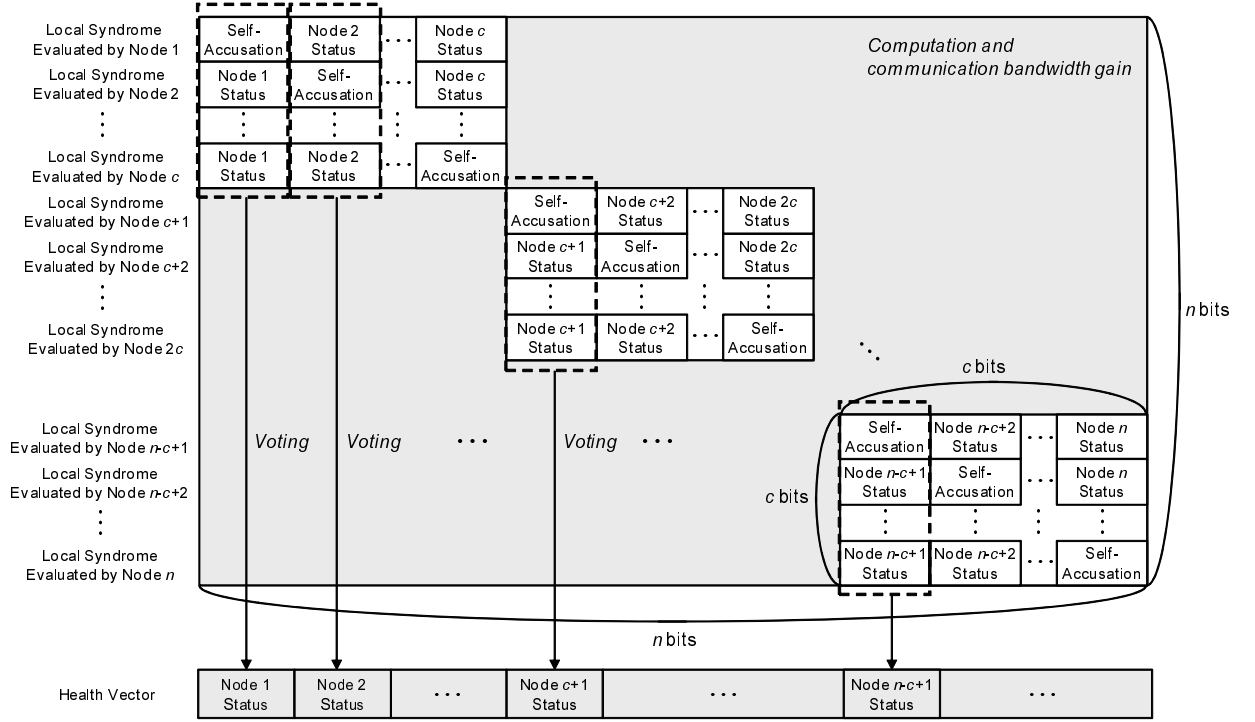 Local Syndrome
Evaluated by Node 1
Self-
Accusation
Node 2
Status
...
Node c
Status
Computation and
communication bandwidth gain
Local Syndrome
Evaluated by Node 2
Node 1
Status
Self-
Accusation
...
Node c
Status
Local Syndrome
Evaluated by Node c
Node 1
Status
Node 2
Status
...
Self-
Accusation
Local Syndrome
Evaluated by Node c+1
Self-
Accusation
Node c+2
Status
...
Node 2c
Status
Local Syndrome
Evaluated by Node c+2
Node c+1
Status
Self-
Accusation
...
Node 2c
Status
n bits
Local Syndrome
Evaluated by Node 2c
Node c+1
Status
Node c+2
Status
...
Self-
Accusation
c bits
Voting
Voting
...
Voting
...
Local Syndrome
Evaluated by Node n-c+1
Self-
Accusation
Node n-c+2
Status
...
Node n
Status
Local Syndrome
Evaluated by Node n-c+2
c bits
Node n-c+1
Status
Self-
Accusation
...
Node n
Status
Local Syndrome
Evaluated by Node n
Node n-c+1
Status
Node n-c+2
Status
...
Self-
Accusation
n bits
Health Vector
Node 1
Status
Node 2
Status
...
Node c+1
Status
...
Node n-c+1
Status
...